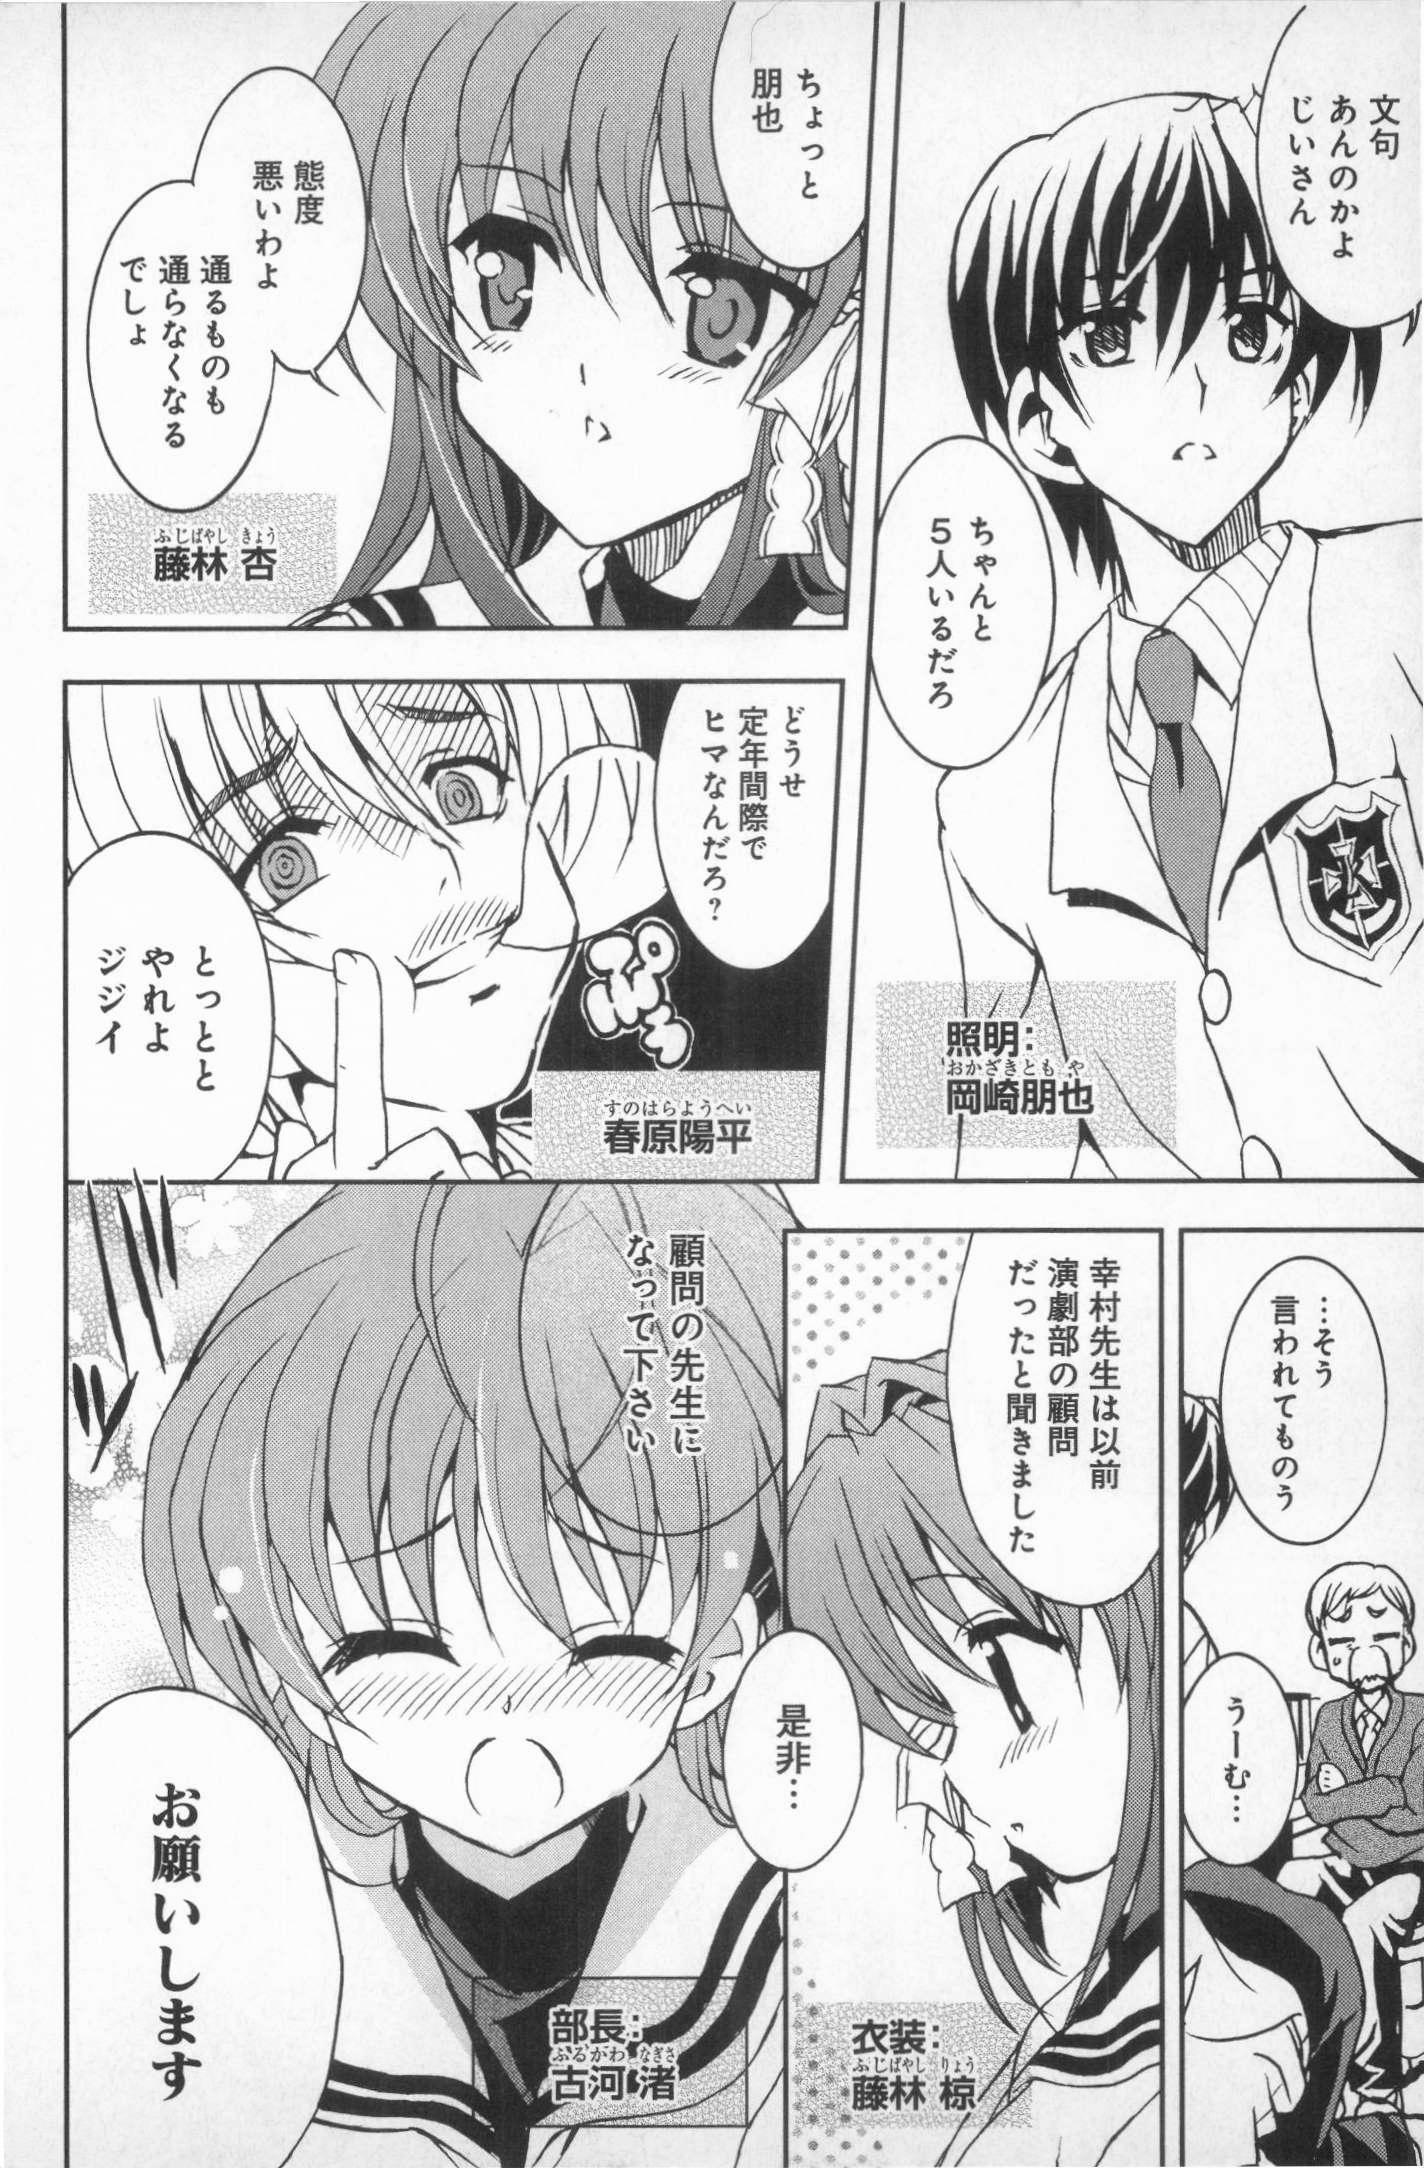 文句
あんのかよ
じいさん
ちゃんと
5人いるだろ
照明：
おかざきともや
岡崎朋也
ちょっと
朋也
態度
悪いわよ
通るものも
通らなくなる
でしょ
ふじばやし きょう
藤林 杏
どうせ
定年間際で
ヒマなんだろ？
とっとと
やれよ
ジジイ
すのはらようへい
春原陽平
…そう
言われてものう
うーむ…
幸村先生は以前
演劇部の顧問
だったと聞きました
是非…
衣装：
ふじばやし りょう
藤林 椋
顧問の先生に
なって下さい
お願いします
部長：
ふるかわ なぎさ
古河 渚